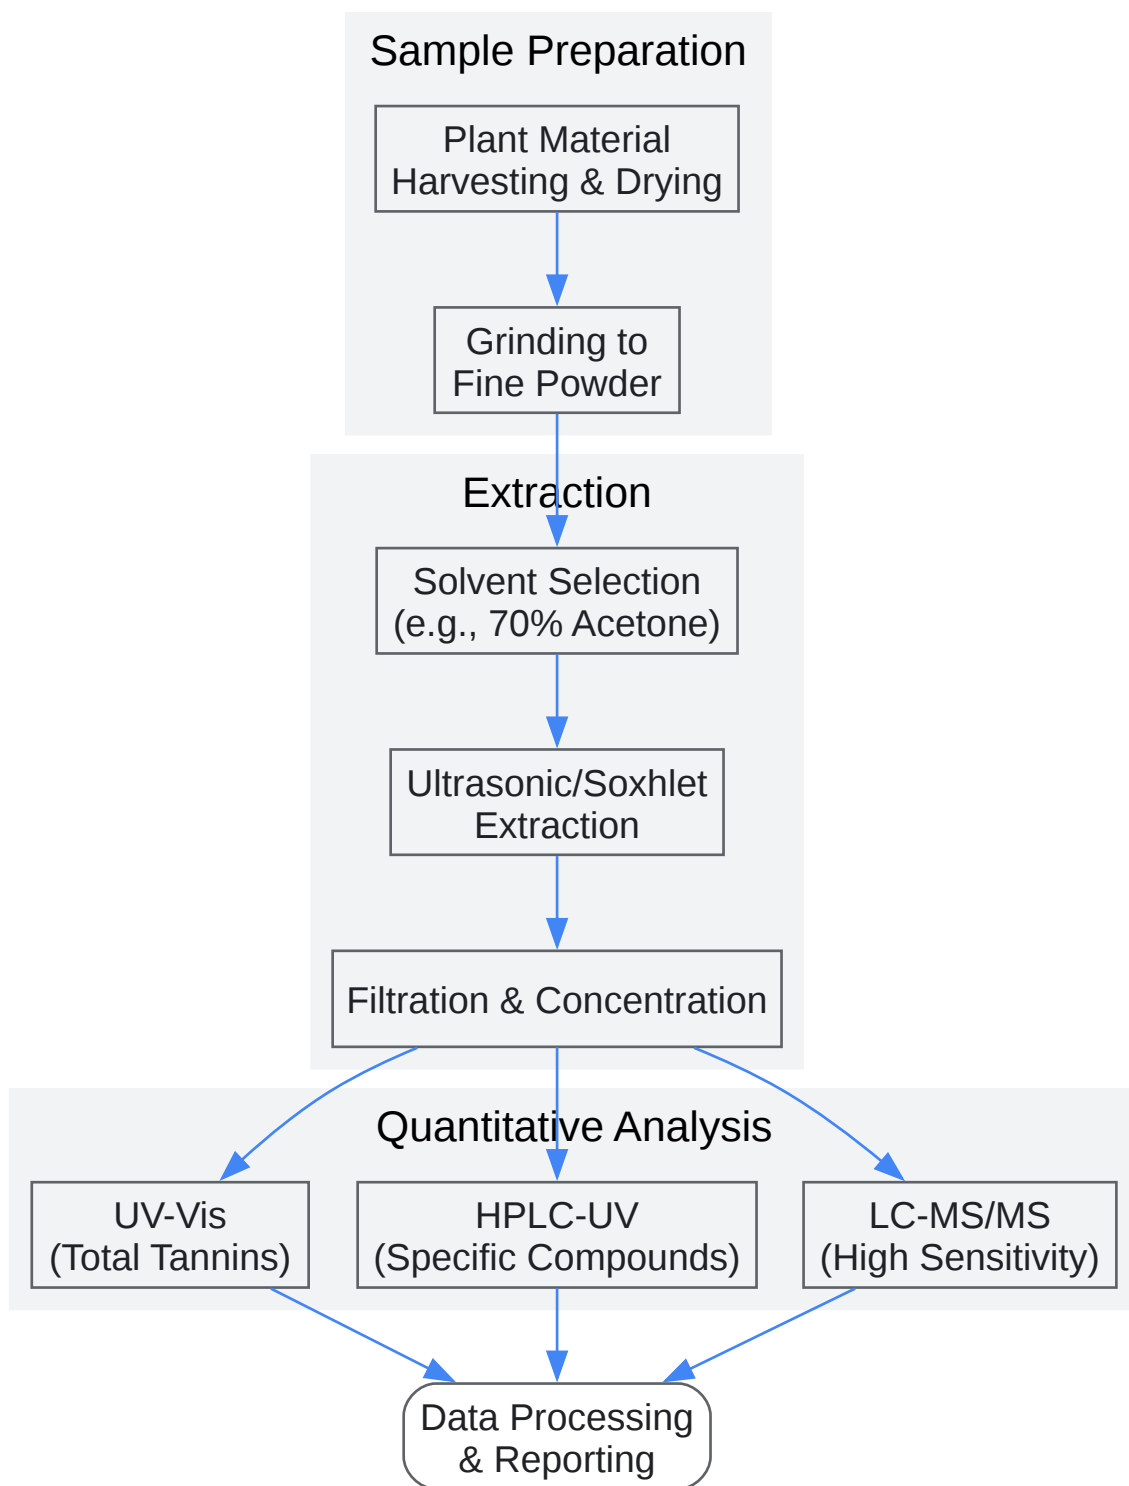 Sample Preparation
Plant Material
Harvesting & Drying
Grinding to
Fine Powder
Extraction
Solvent Selection
(e.g., 70% Acetone)
Ultrasonic/Soxhlet
Extraction
Filtration & Concentration
Quantitative Analysis
UV-Vis
(Total Tannins)
HPLC-UV
(Specific Compounds)
LC-MS/MS
(High Sensitivity)
Data Processing
& Reporting